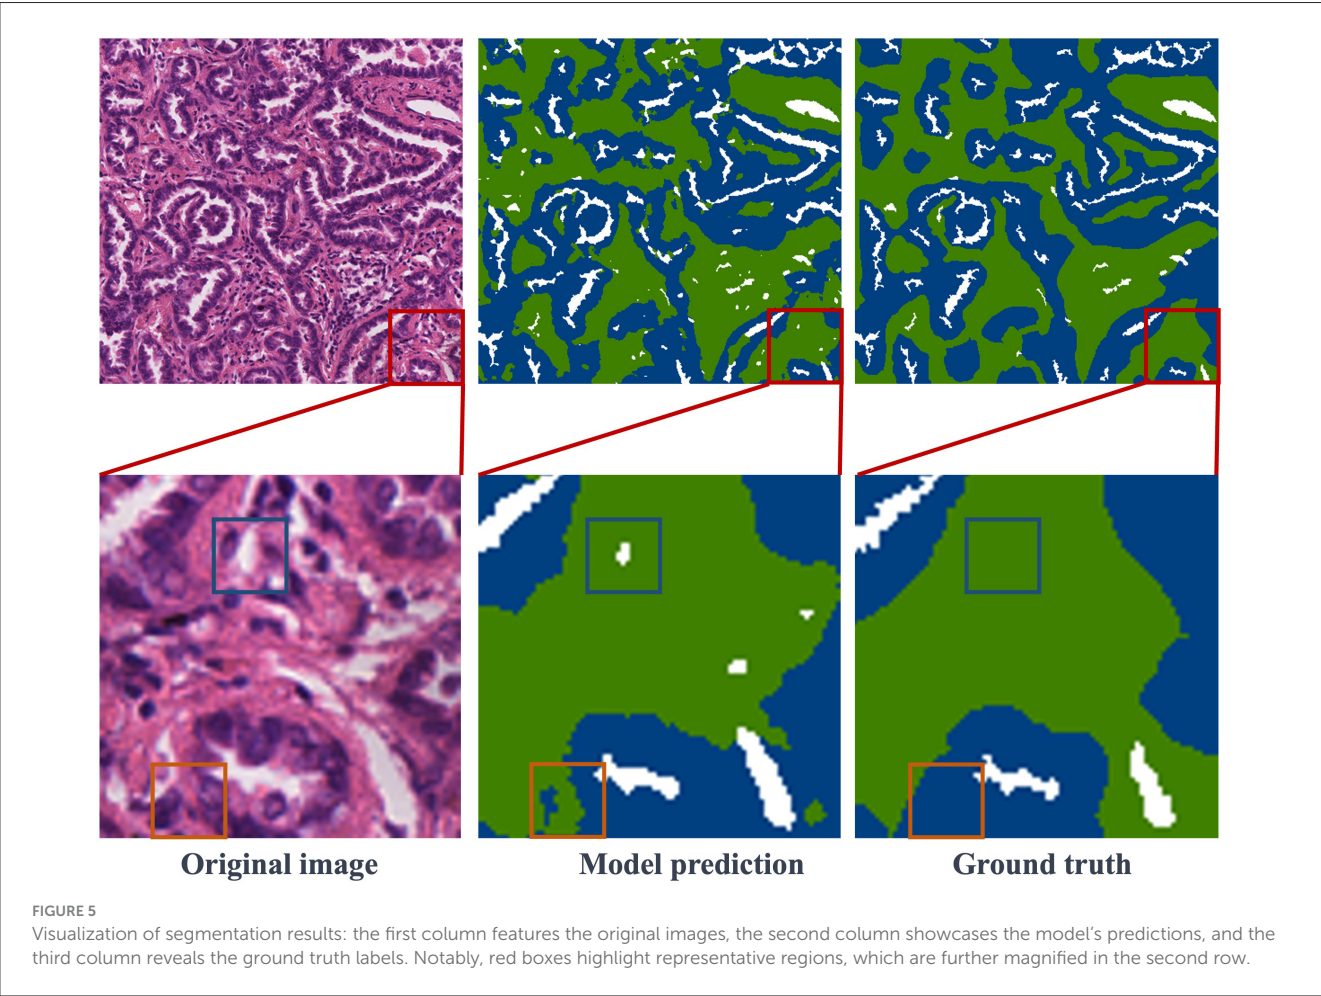 Original image
Model prediction
Ground truth
FIGURE 5
Visualization of segmentation results: the first column features the original images, the second column showcases the model's predictions, and the
third column reveals the ground truth labels. Notably, red boxes highlight representative regions, which are further magnified in the second row.